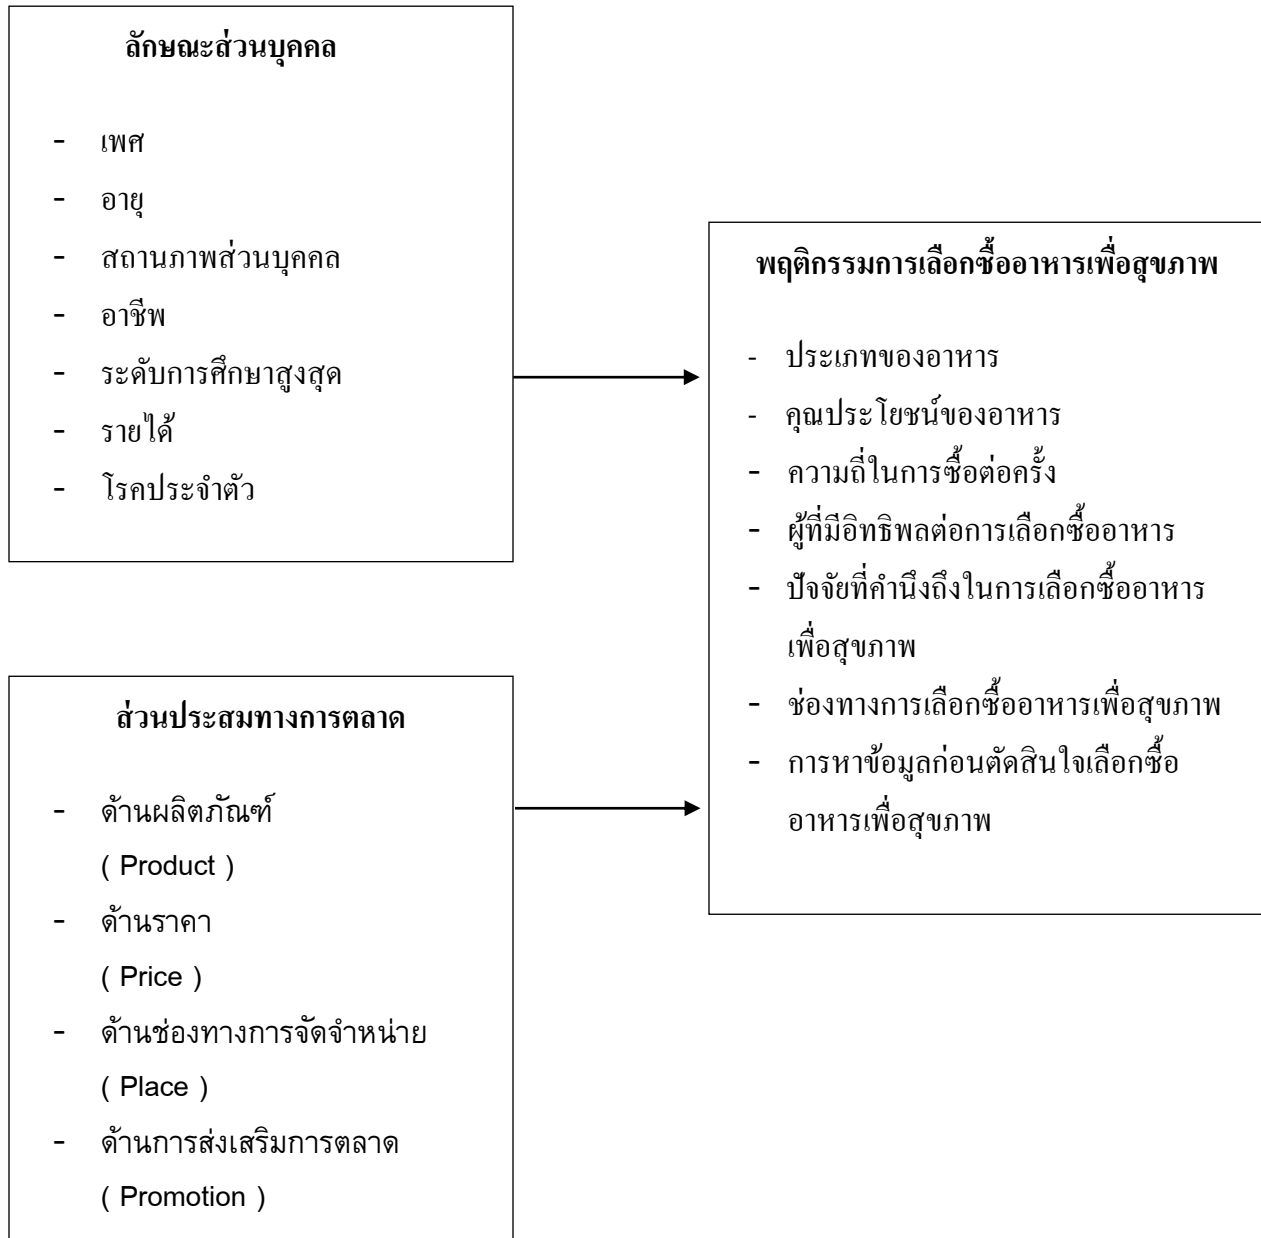 ลักษณะส่วนบุคคล
- เพศ
- อายุ
- สถานภาพส่วนบุคคล
- อาชีพ
- ระดับการศึกษาสูงสุด
- รายได้
- โรคประจำตัว
ส่วนประสมทางการตลาด
- ด้านผลิตภัณฑ์
( Product )
- ด้านราคา
( Price )
- ด้านช่องทางการจัดจำหน่าย
( Place )
- ด้านการส่งเสริมการตลาด
( Promotion )
พฤติกรรมการเลือกซื้ออาหารเพื่อสุขภาพ
- ประเภทของอาหาร
- คุณประโยชน์ของอาหาร
- ความถี่ในการซื้อต่อครั้ง
- ผู้ที่มีอิทธิพลต่อการเลือกซื้ออาหาร
- ปัจจัยที่คำนึงถึงในการเลือกซื้ออาหาร
เพื่อสุขภาพ
- ช่องทางการเลือกซื้ออาหารเพื่อสุขภาพ
- การหาข้อมูลก่อนตัดสินใจเลือกซื้อ
อาหารเพื่อสุขภาพ